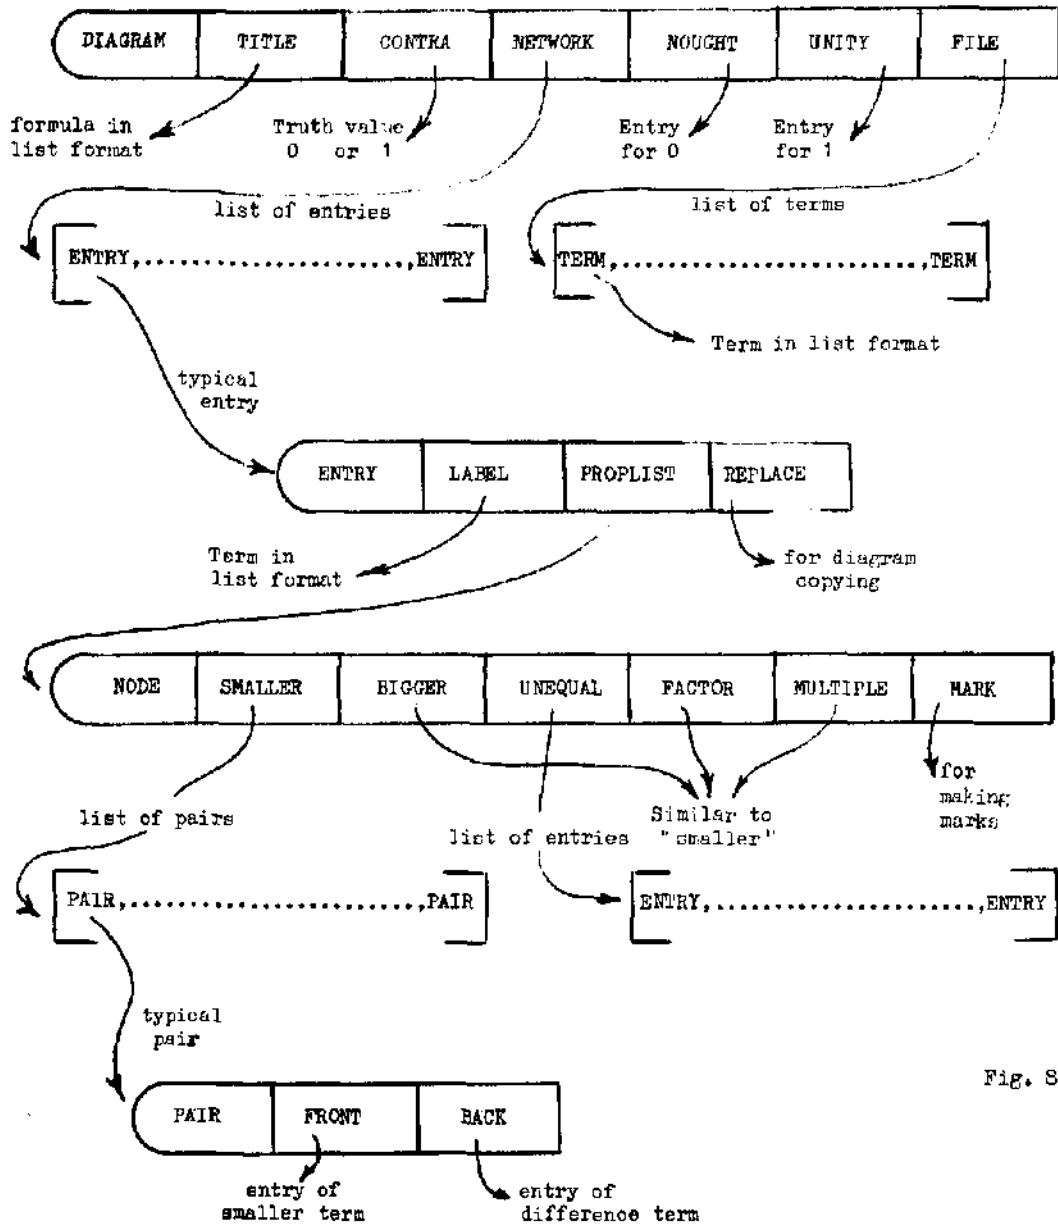 DIAGRAM TITLE CONTRA NETWORK NOUGHT UNITY FILE
formula in
list format
Truth value
0 or 1
Entry
for 0
Entry
for 1
list of entries
list of terms
ENTRY,......................,ENTRY
TERM,..........................,TERM
Term in list format
typical
entry
ENTRY LABEL PROPLIST REPLACE
Term in
list format
for diagram
copying
NODE SMALLER BIGGER UNEQUAL FACTOR MULTIPLE MARK
list of pairs
list of entries
Similar to
"smaller"
for
making
marks
PAIR,........................,PAIR
ENTRY,......................,ENTRY
typical
pair
Fig. 8
PAIR FRONT BACK
entry of
smaller term
entry of
difference term